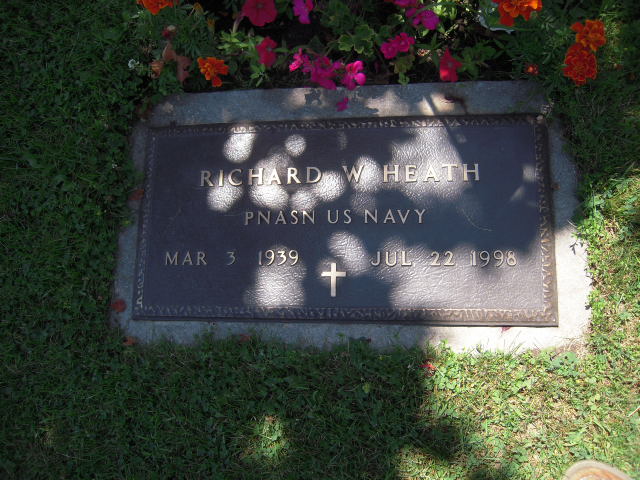 RICHARD W HEATH
PNASN US NAVY
MAR 3 1939 JUL 22 1998